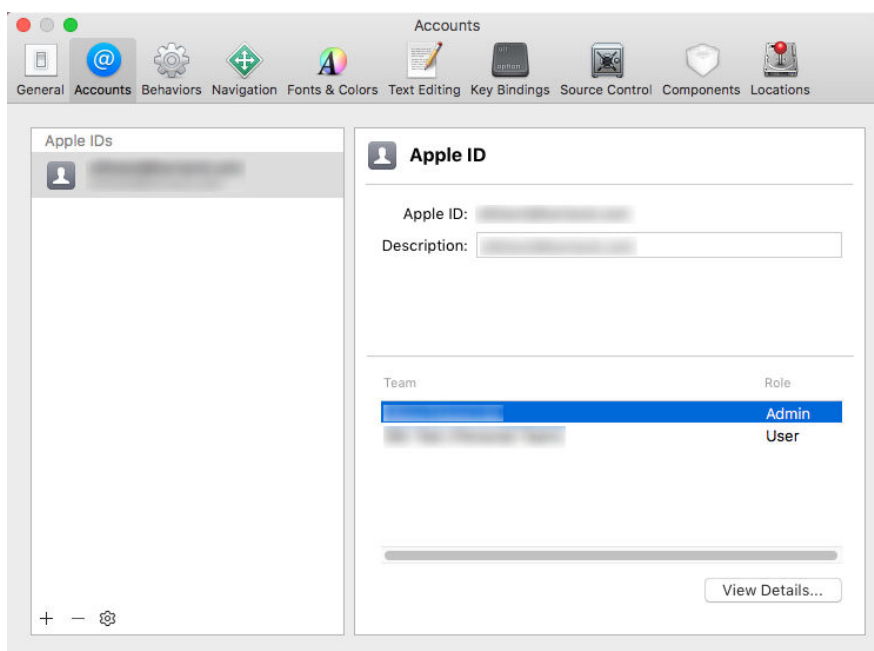 Accounts
General Accounts Behaviors Navigation Fonts & Colors Text Editing Key Bindings Source Control Components Locations
Apple IDs
Apple ID
Apple ID:
Description:
Team Role
Admin
User
View Details...